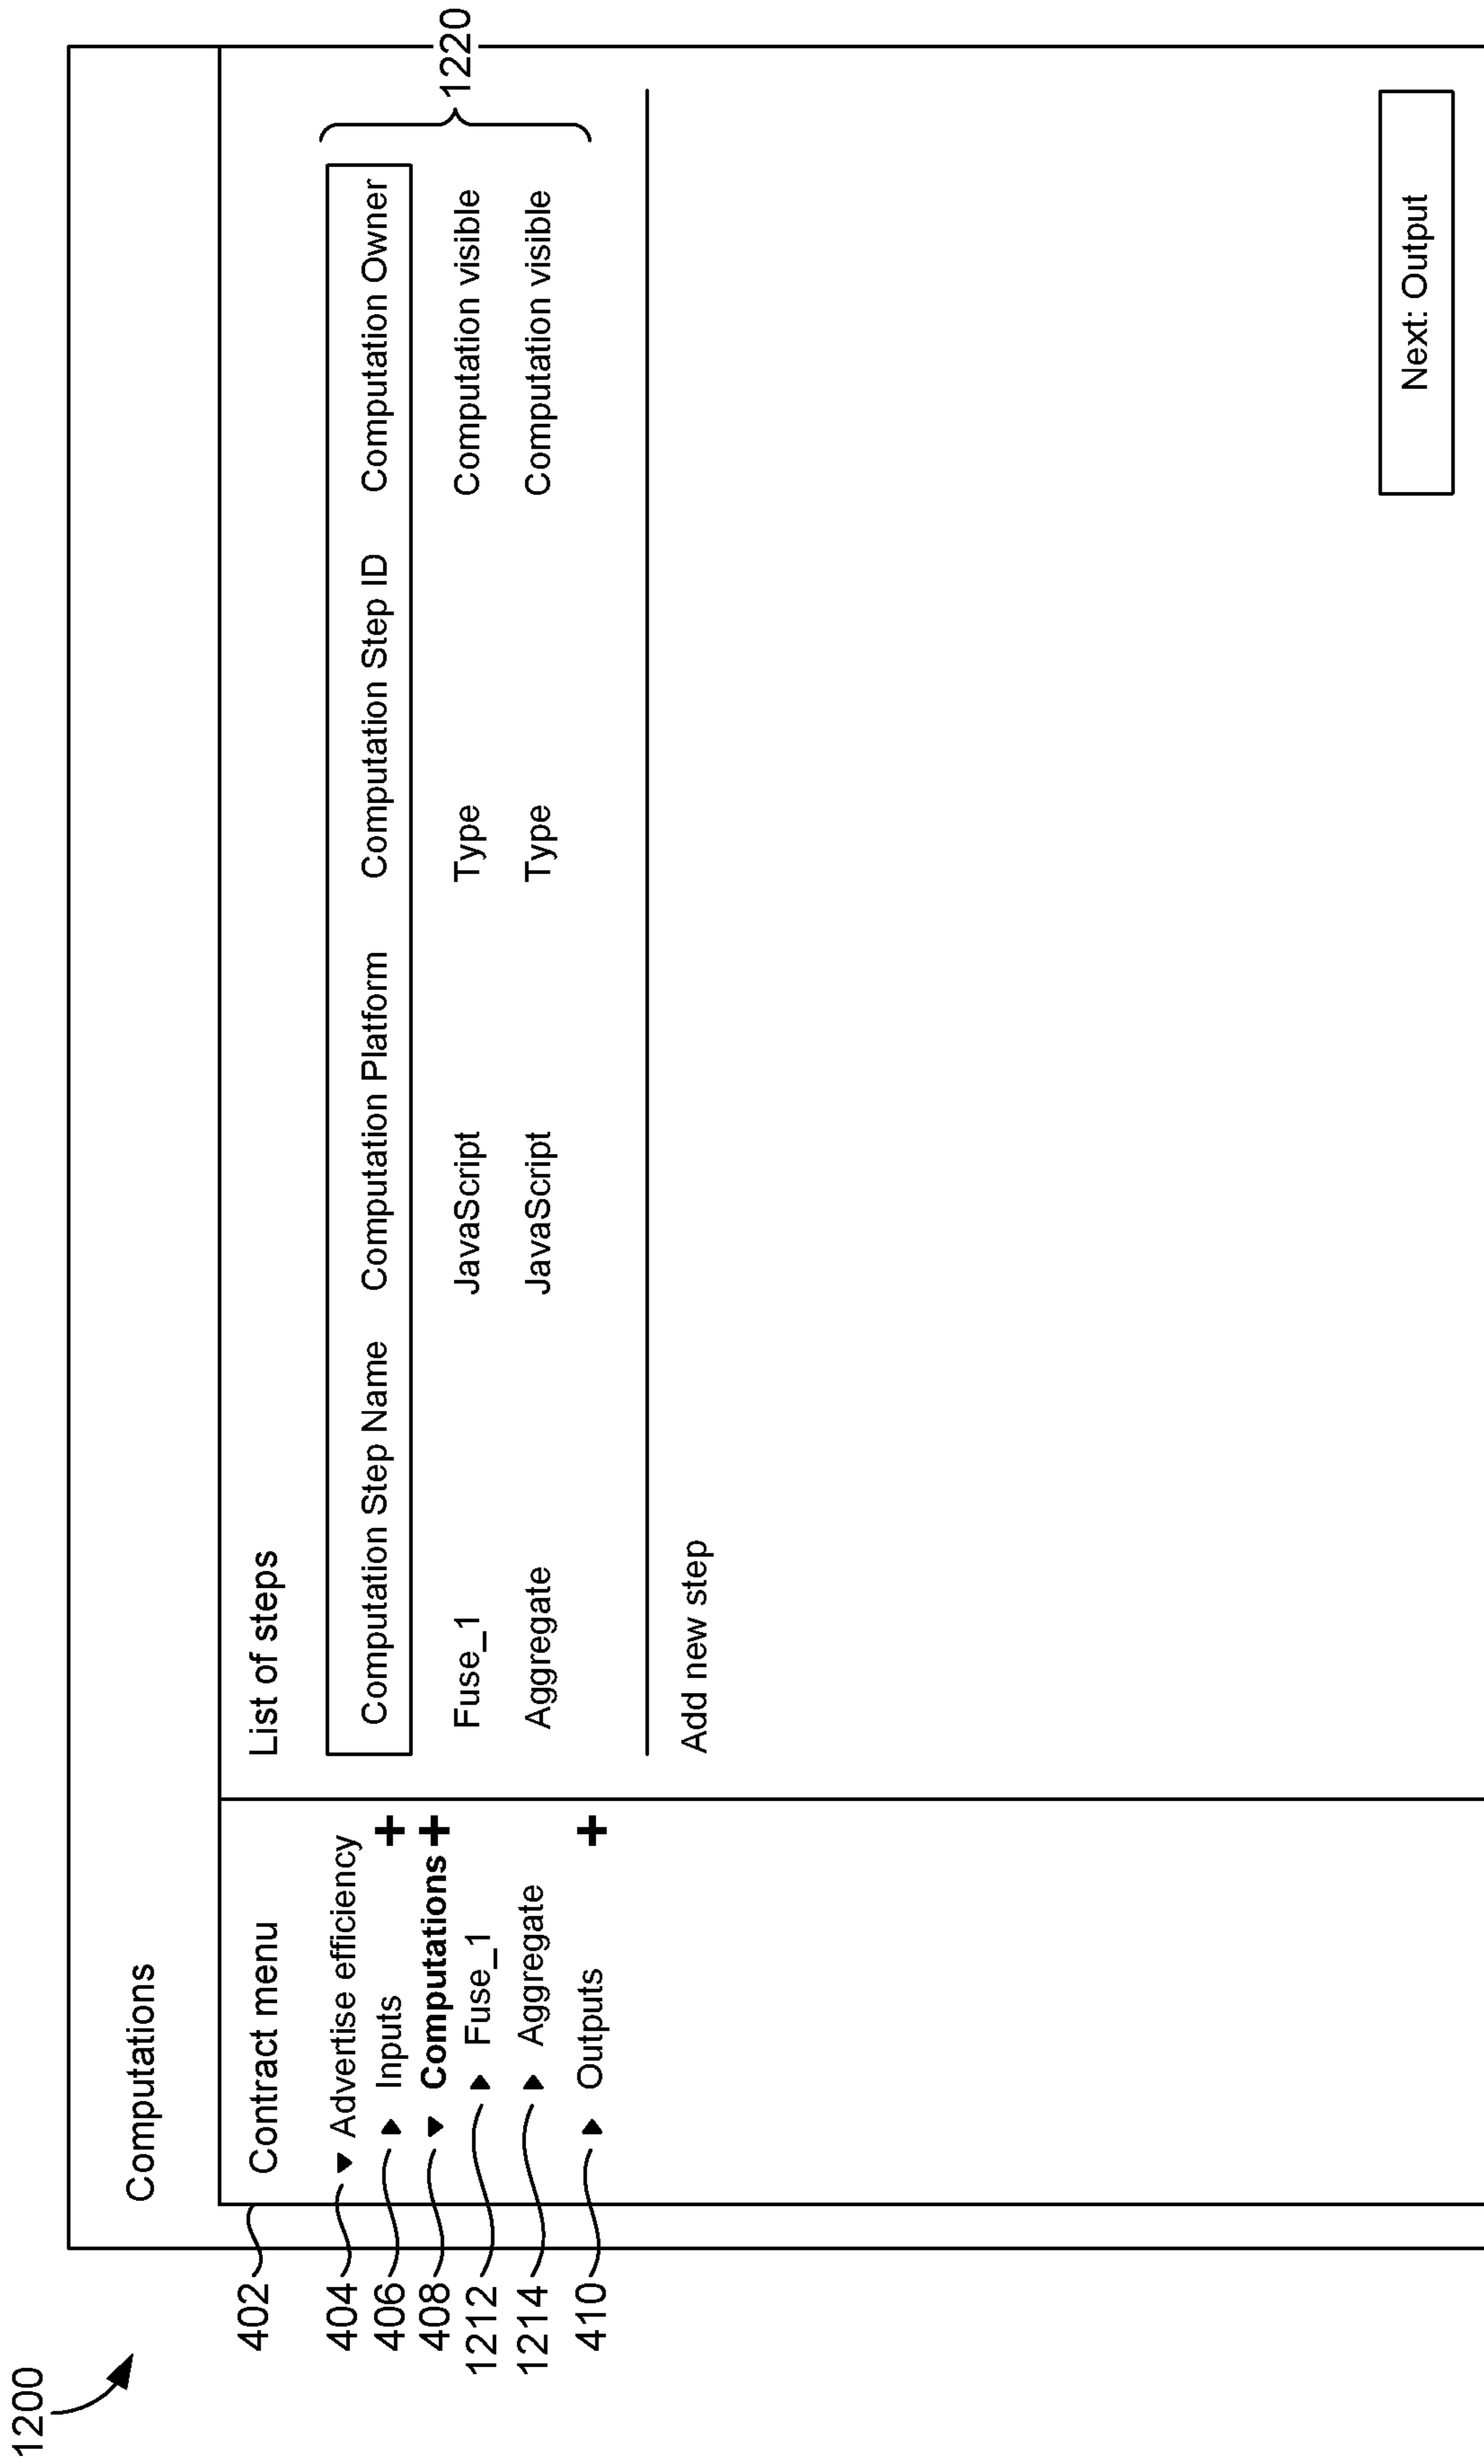 1200
Computations
402
Contract menu
404
Advertise efficiency
406
Inputs +
408
Computations +
1212
Fuse_1
1214
Aggregate
410
Outputs +
List of steps
Computation Step Name Computation Platform Computation Step ID Computation Owner
Fuse_1 JavaScript Type Computation visible
Aggregate JavaScript Type Computation visible
1220
Add new step
Next: Output